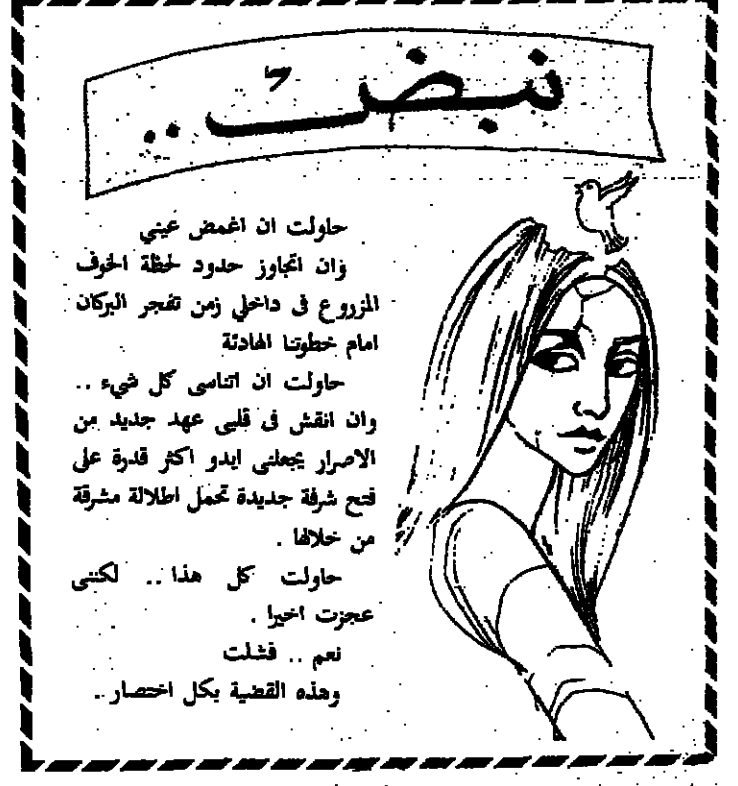 نبض ..
حاولت ان اغمض عيني
وان اتجاوز حدود لحظة الخوف
المزروع فى داخلي زمن تفجر البركان
امام خطوتنا الهادئة
حاولت ان اتناسى كل شيء ..
وان انقش فى قلبى عهد جديد من
الاصرار يجعلنى ابدو اكثر قدرة على
فتح شرفة جديدة تحمل اطلالة مشرقة
من خلالها .
حاولت كل هذا .. لكننى
عجزت اخيرا .
نعم .. فشلت
وهذه القضية بكل اختصار ..